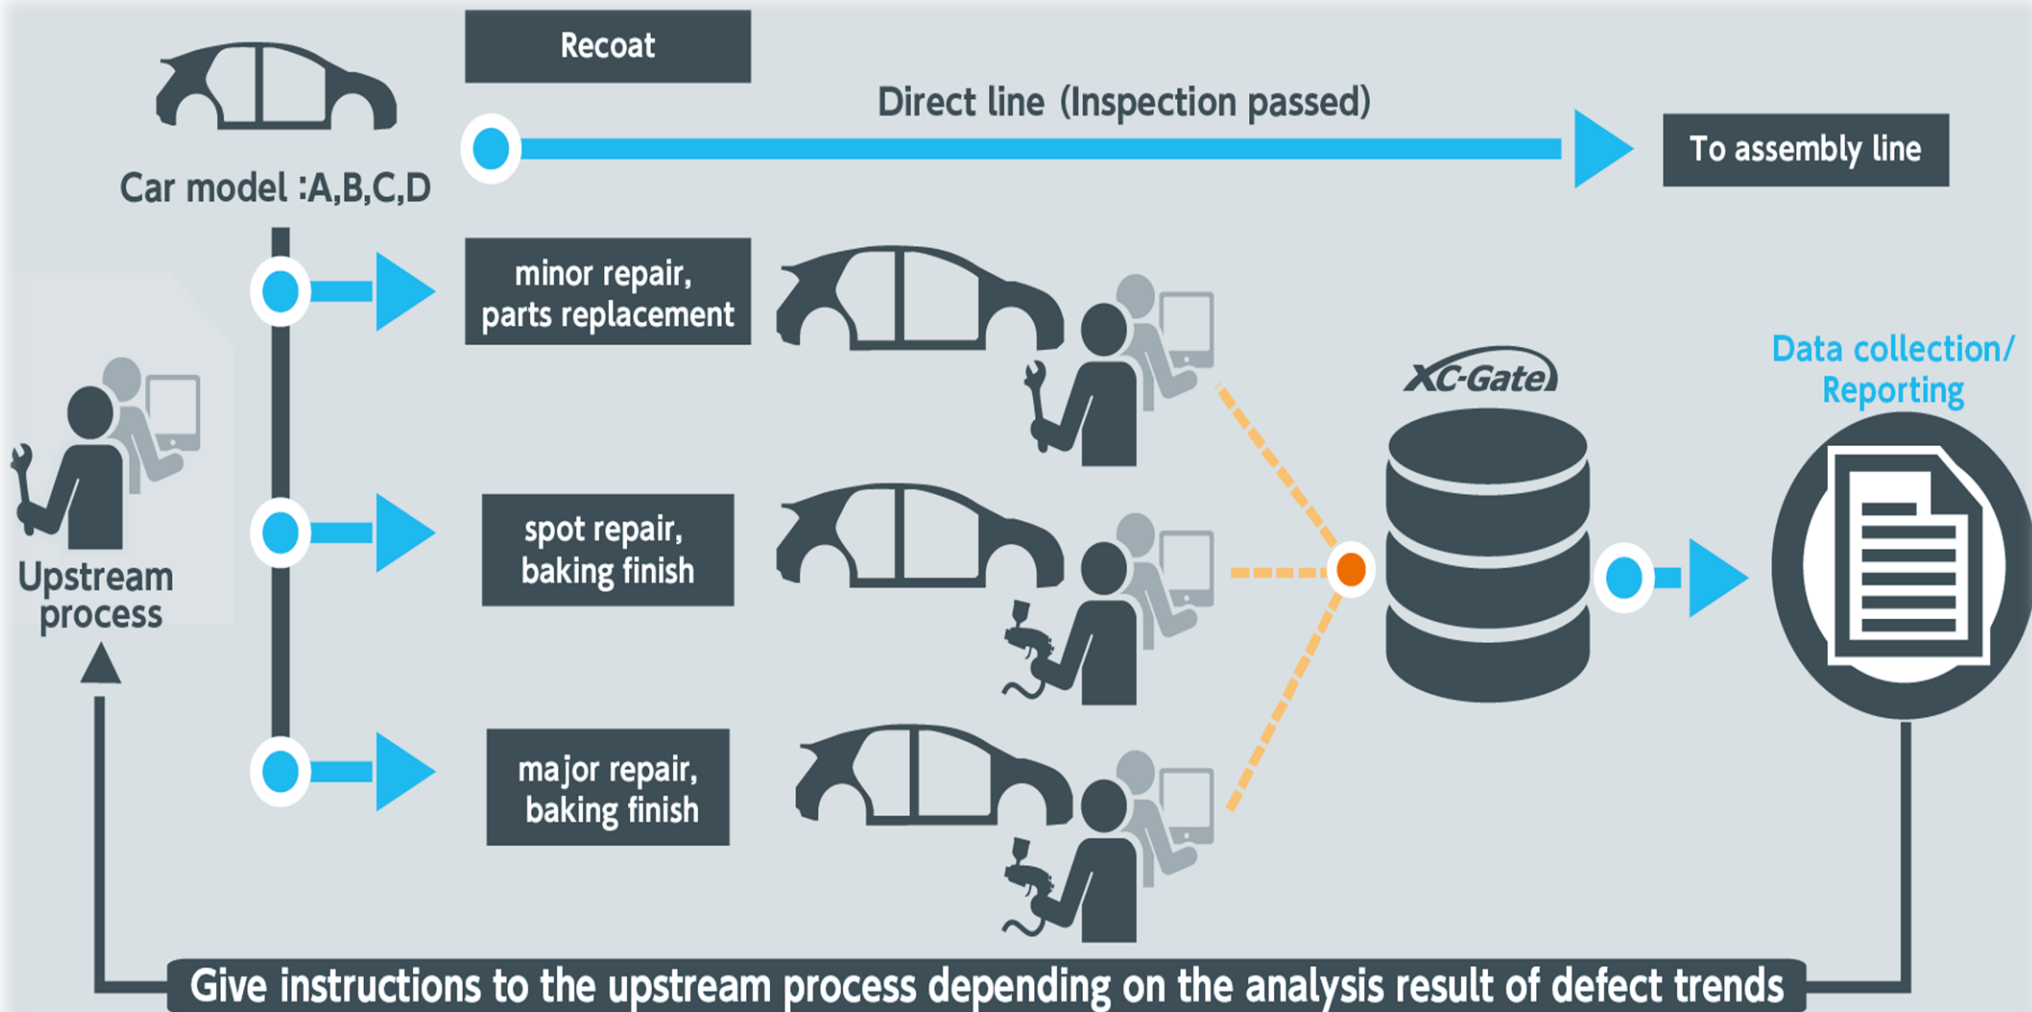 Recoat
Direct line (Inspection passed)
To assembly line
Car model :A,B,C,D
minor repair,
parts replacement
XC-Gate
Data collection/
Reporting
spot repair,
baking finish
Upstream
process
major repair,
baking finish
Give instructions to the upstream process depending on the analysis result of defect trends